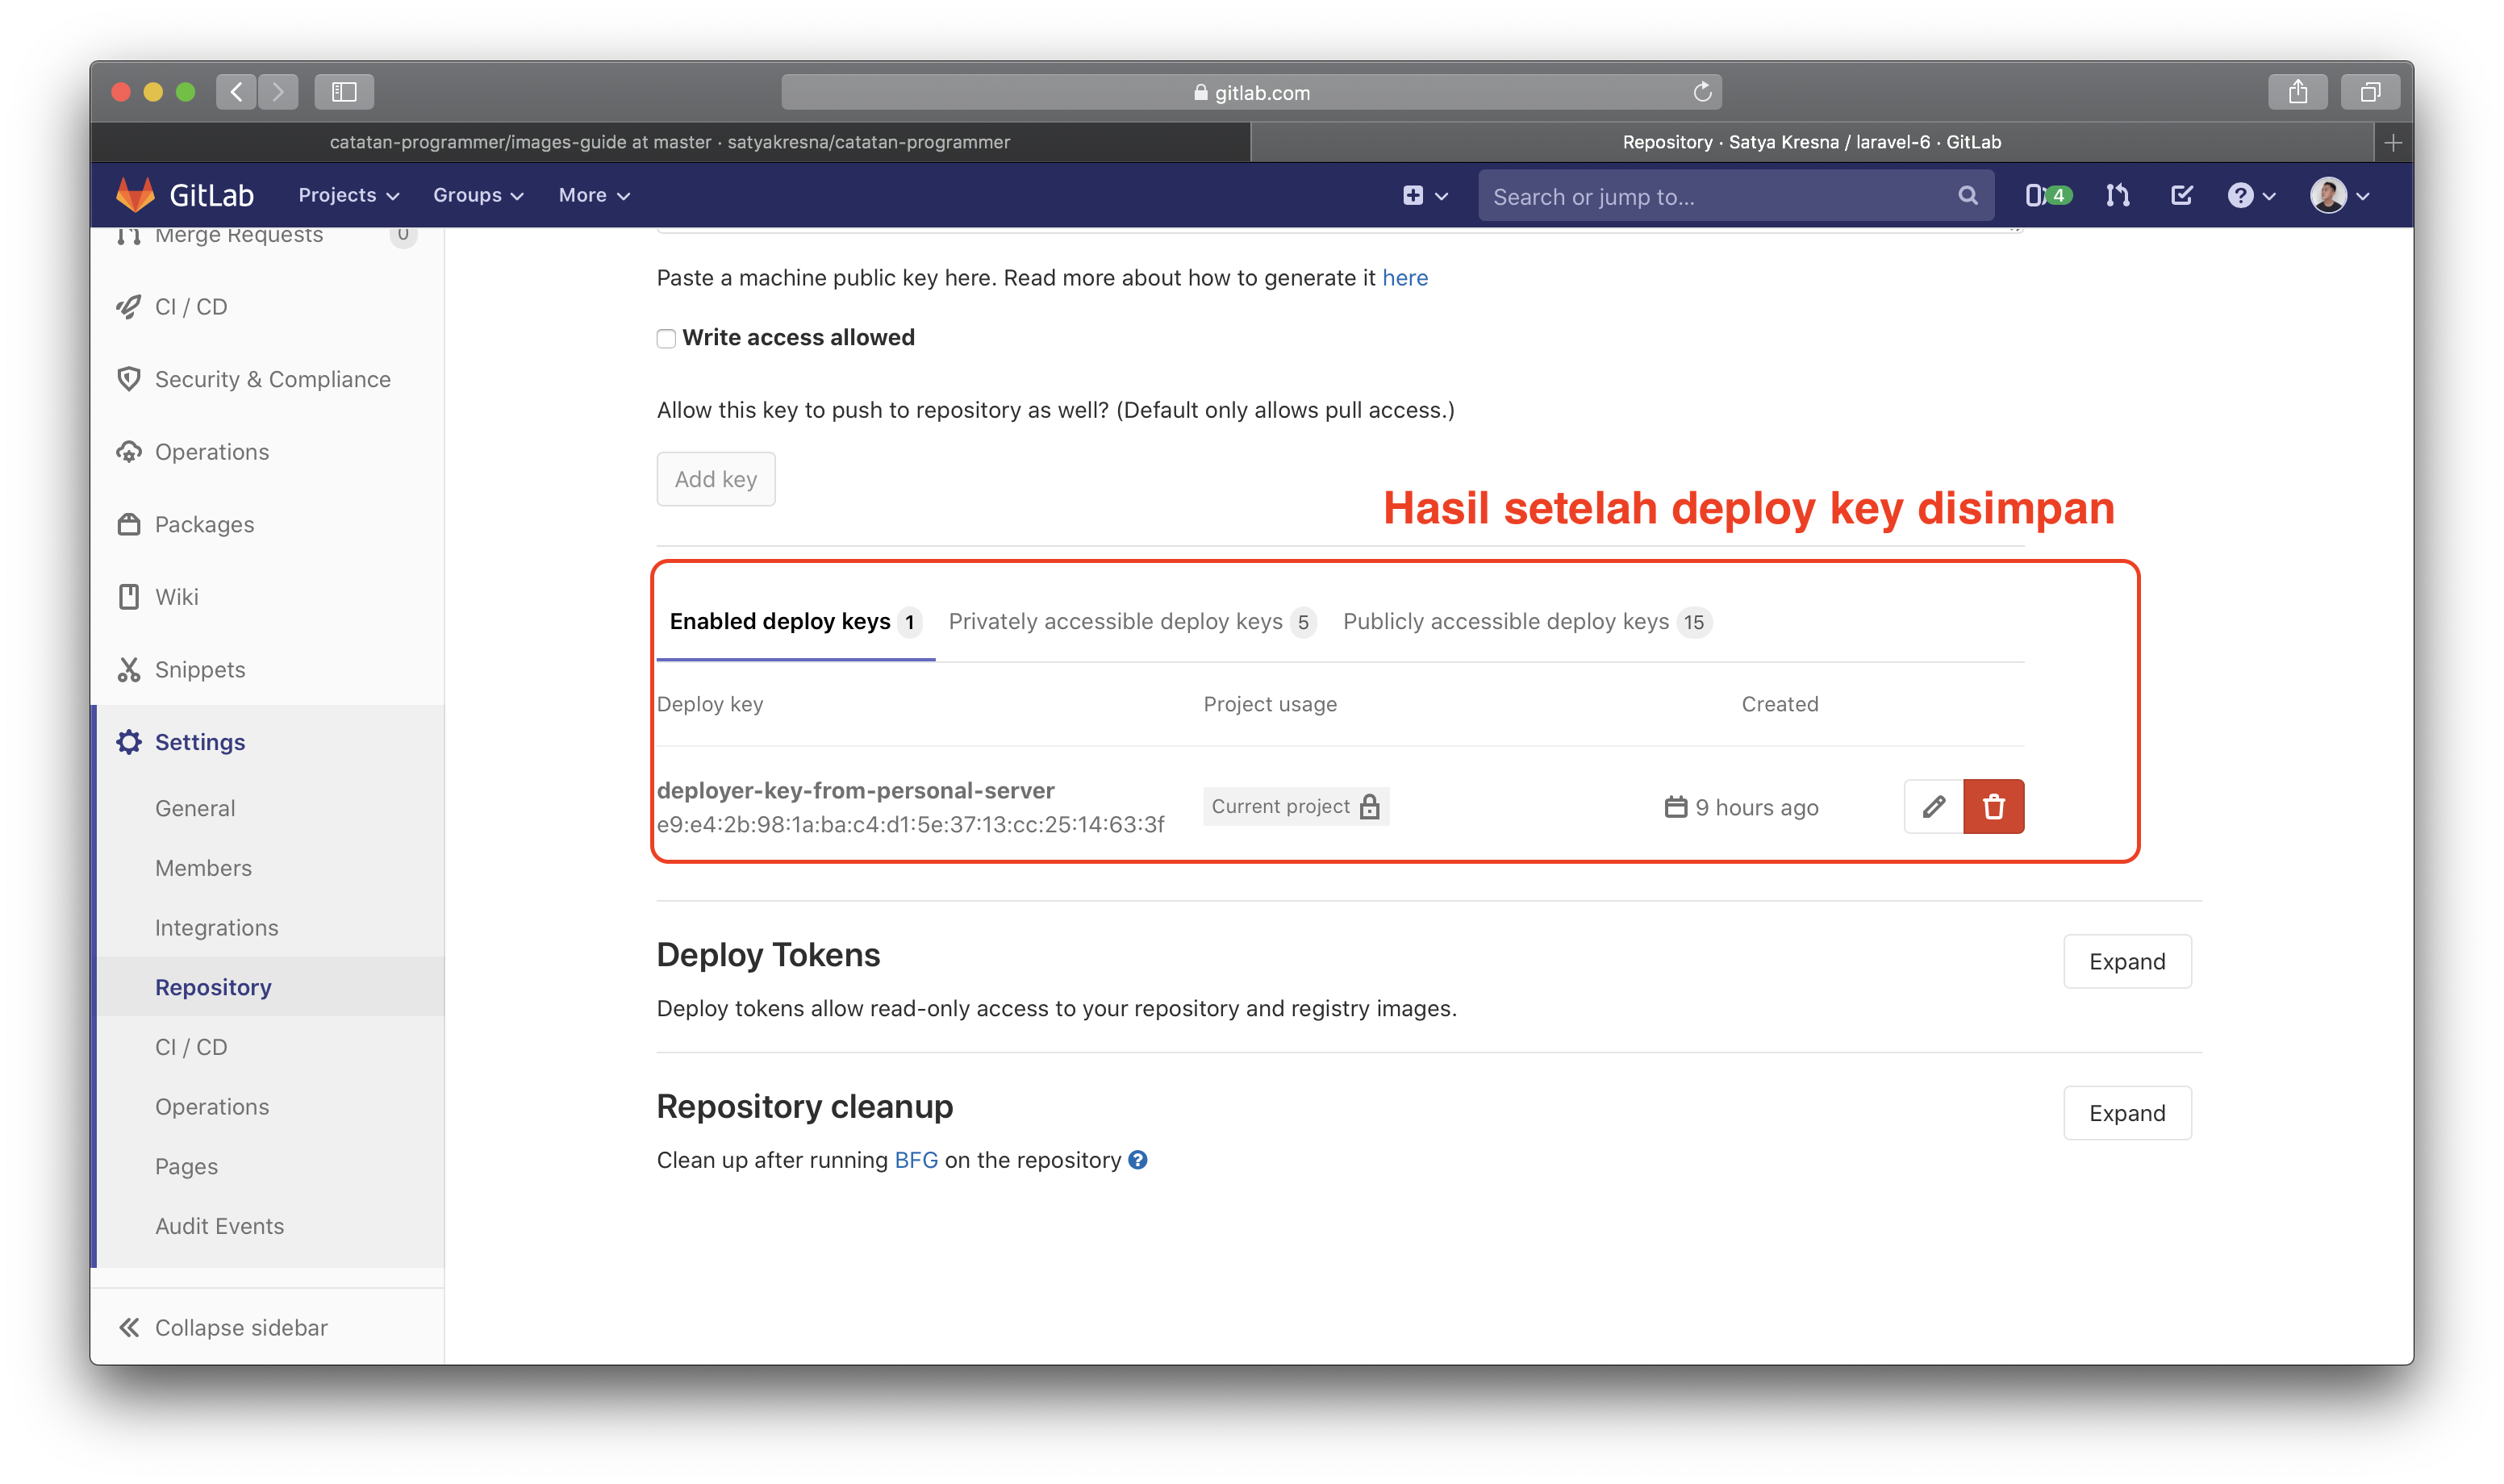 gitlab.com
catatan-programmer/images-guide at master · satyakresna/catatan-programmer
Repository · Satya Kresna / laravel-6 · GitLab
GitLab
Projects
Groups
More
Search or jump to...
4
Merge Requests
0
CI / CD
Security & Compliance
Operations
Packages
Wiki
Snippets
Settings
General
Members
Integrations
Repository
CI / CD
Operations
Pages
Audit Events
Collapse sidebar
Paste a machine public key here. Read more about how to generate it here
Write access allowed
Allow this key to push to repository as well? (Default only allows pull access.)
Add key
Hasil setelah deploy key disimpan
Enabled deploy keys 1 Privately accessible deploy keys 5 Publicly accessible deploy keys 15
Deploy key Project usage Created
deployer-key-from-personal-server
e9:e4:2b:98:1a:ba:c4:d1:5e:37:13:cc:25:14:63:3f
Current project
9 hours ago
Deploy Tokens
Expand
Deploy tokens allow read-only access to your repository and registry images.
Repository cleanup
Expand
Clean up after running BFG on the repository